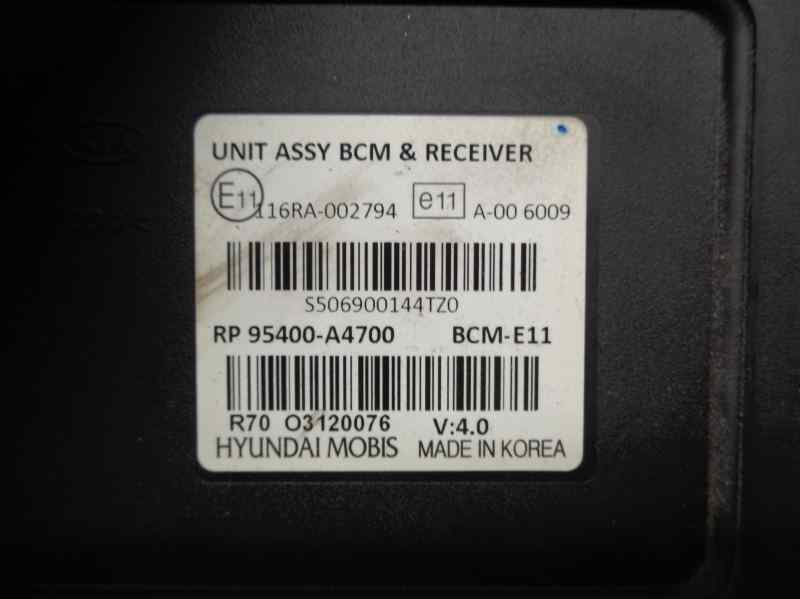 UNIT ASSY BCM & RECEIVER
E11 116RA-002794 e11 A-00 6009
S506900144TZ0
RP 95400-A4700 BCM-E11
R70 O3120076 V:4.0
HYUNDAI MOBIS MADE IN KOREA